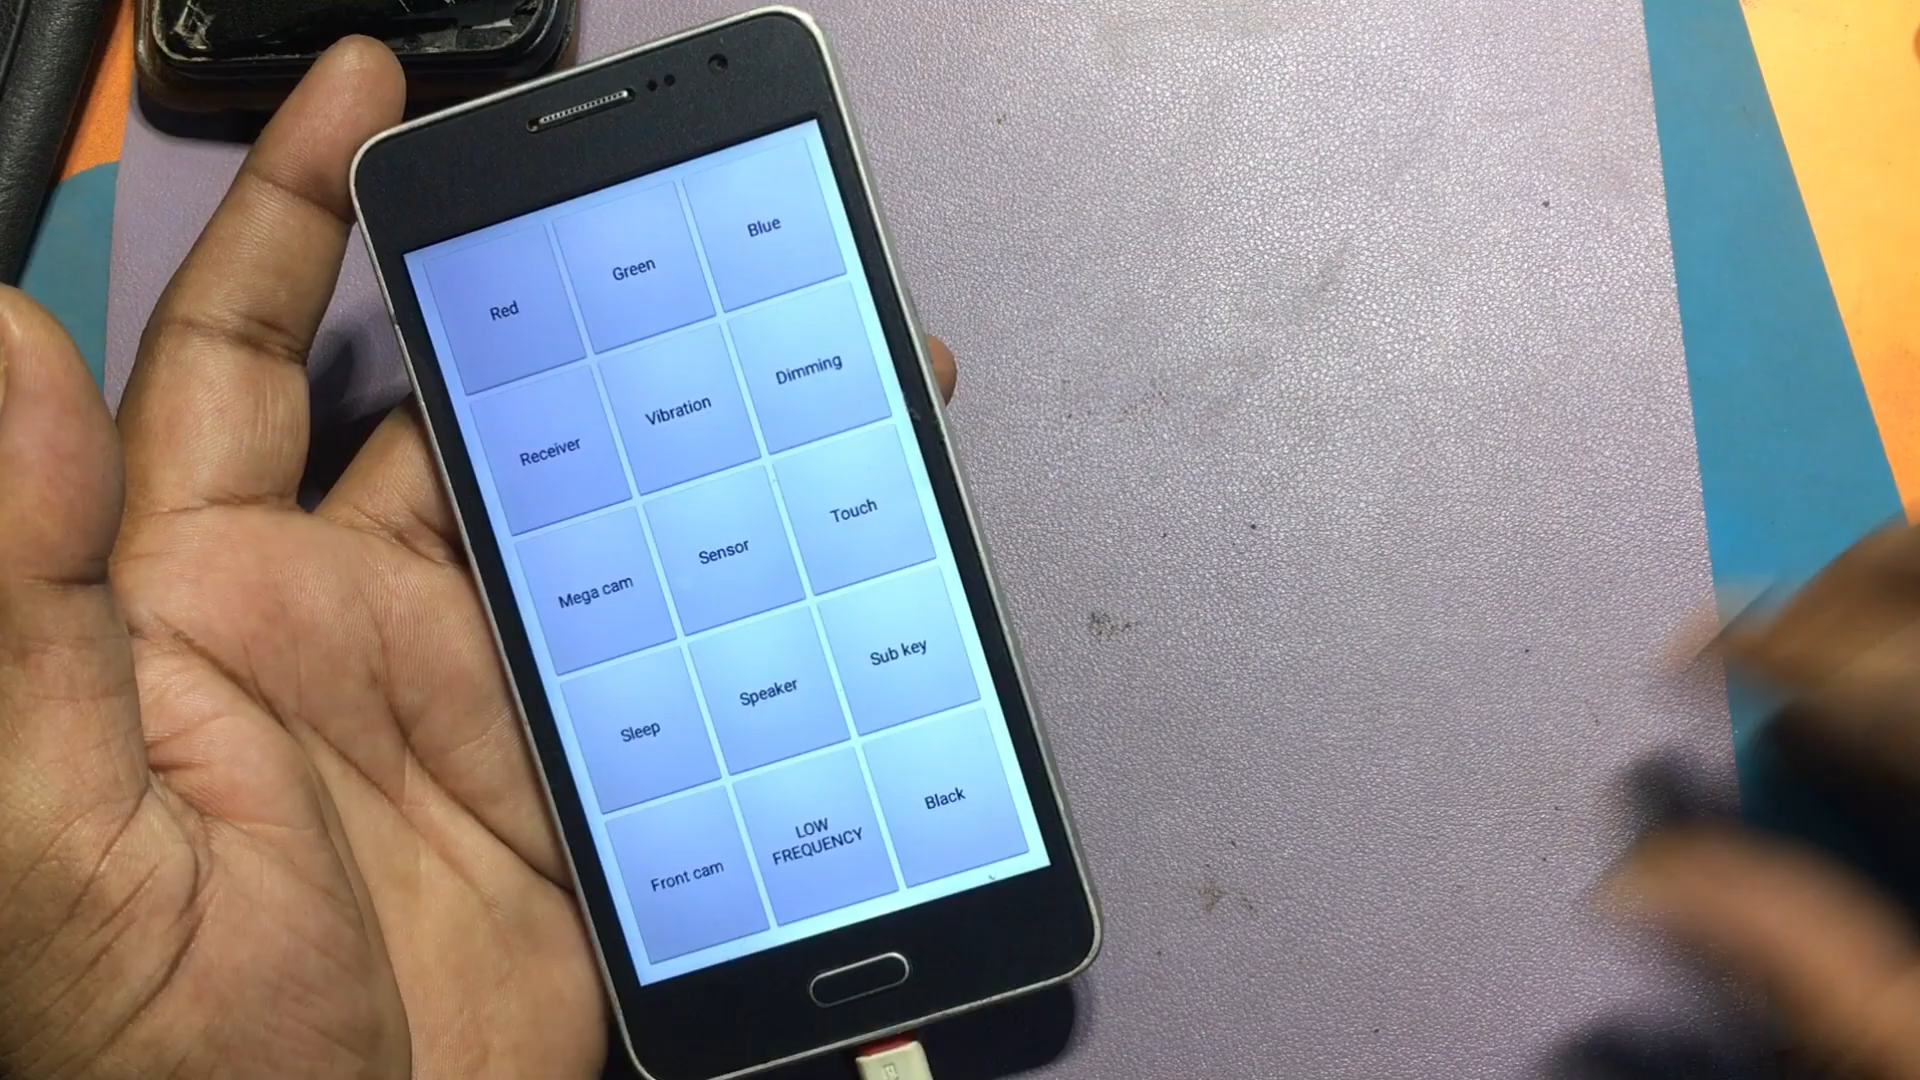 Red
Green
Blue
Receiver
Vibration
Dimming
Mega cam
Sensor
Touch
Sleep
Speaker
Sub key
Front cam
LOW
FREQUENCY
Black